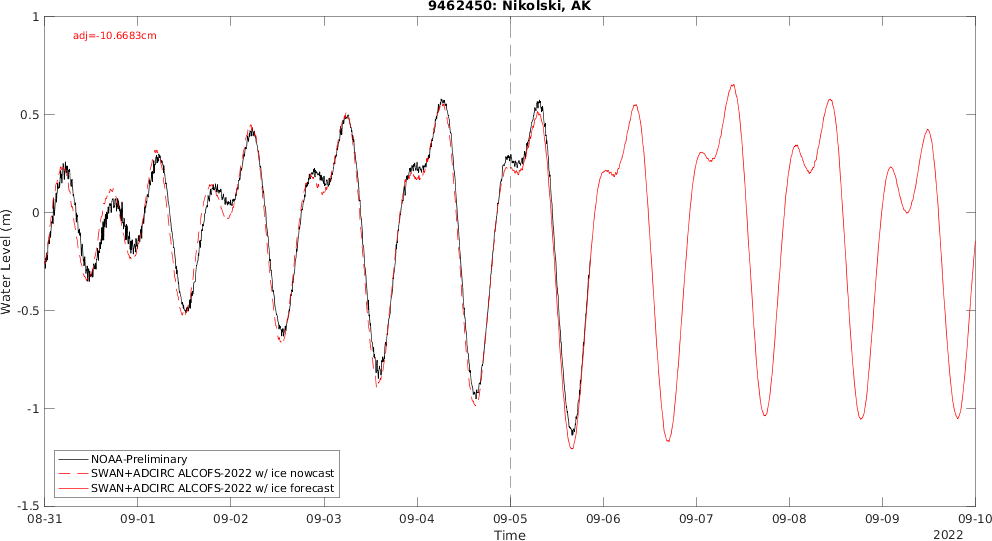 9462450: Nikolski, AK
adj=-10.6683cm
1
0.5
0
-0.5
-1
-1.5
Water Level (m)
NOAA-Preliminary
SWAN+ADCIRC ALCOFS-2022 w/ ice nowcast
SWAN+ADCIRC ALCOFS-2022 w/ ice forecast
08-31 09-01 09-02 09-03 09-04 09-05 09-06 09-07 09-08 09-09 09-10
Time
2022